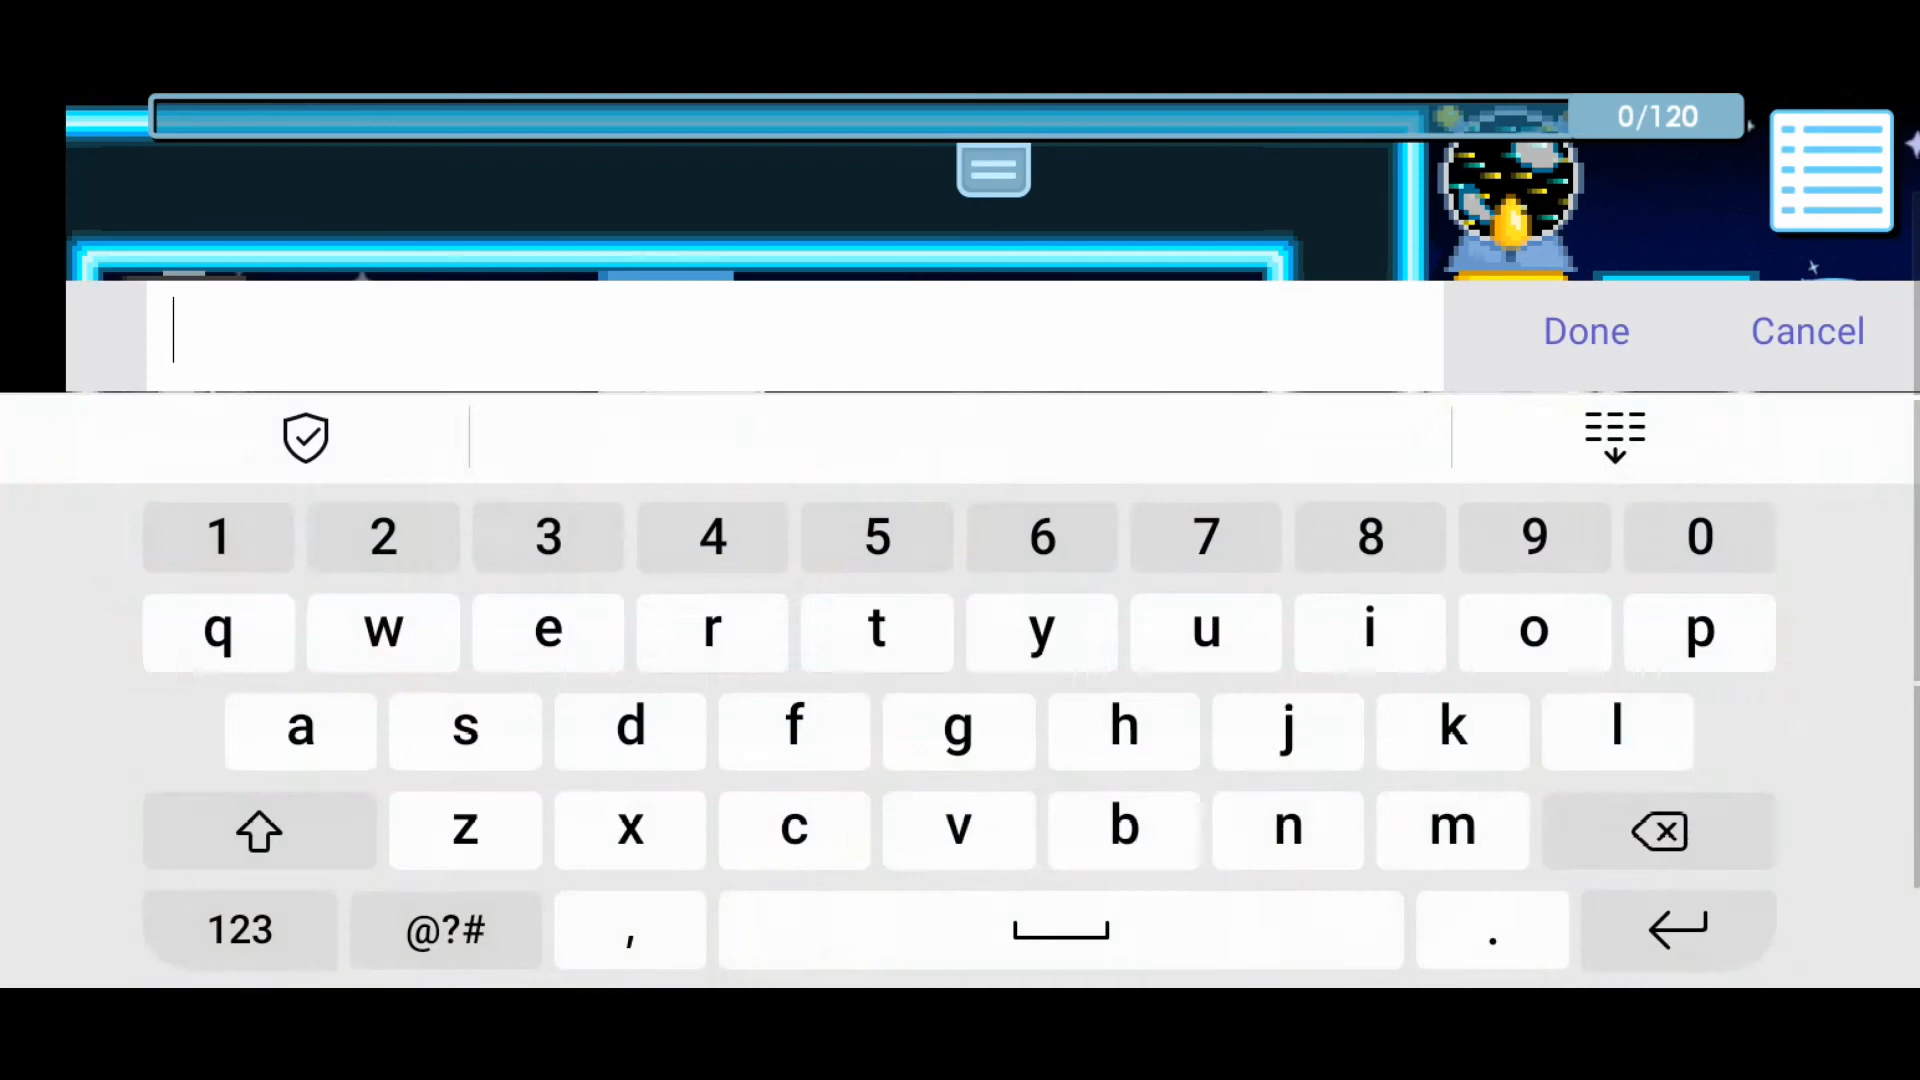 0/120
Done Cancel
1 2 3 4 5 6 7 8 9 0
q w e r t y u i o p
a s d f g h j k l
z x c v b n m
123 @?# , .